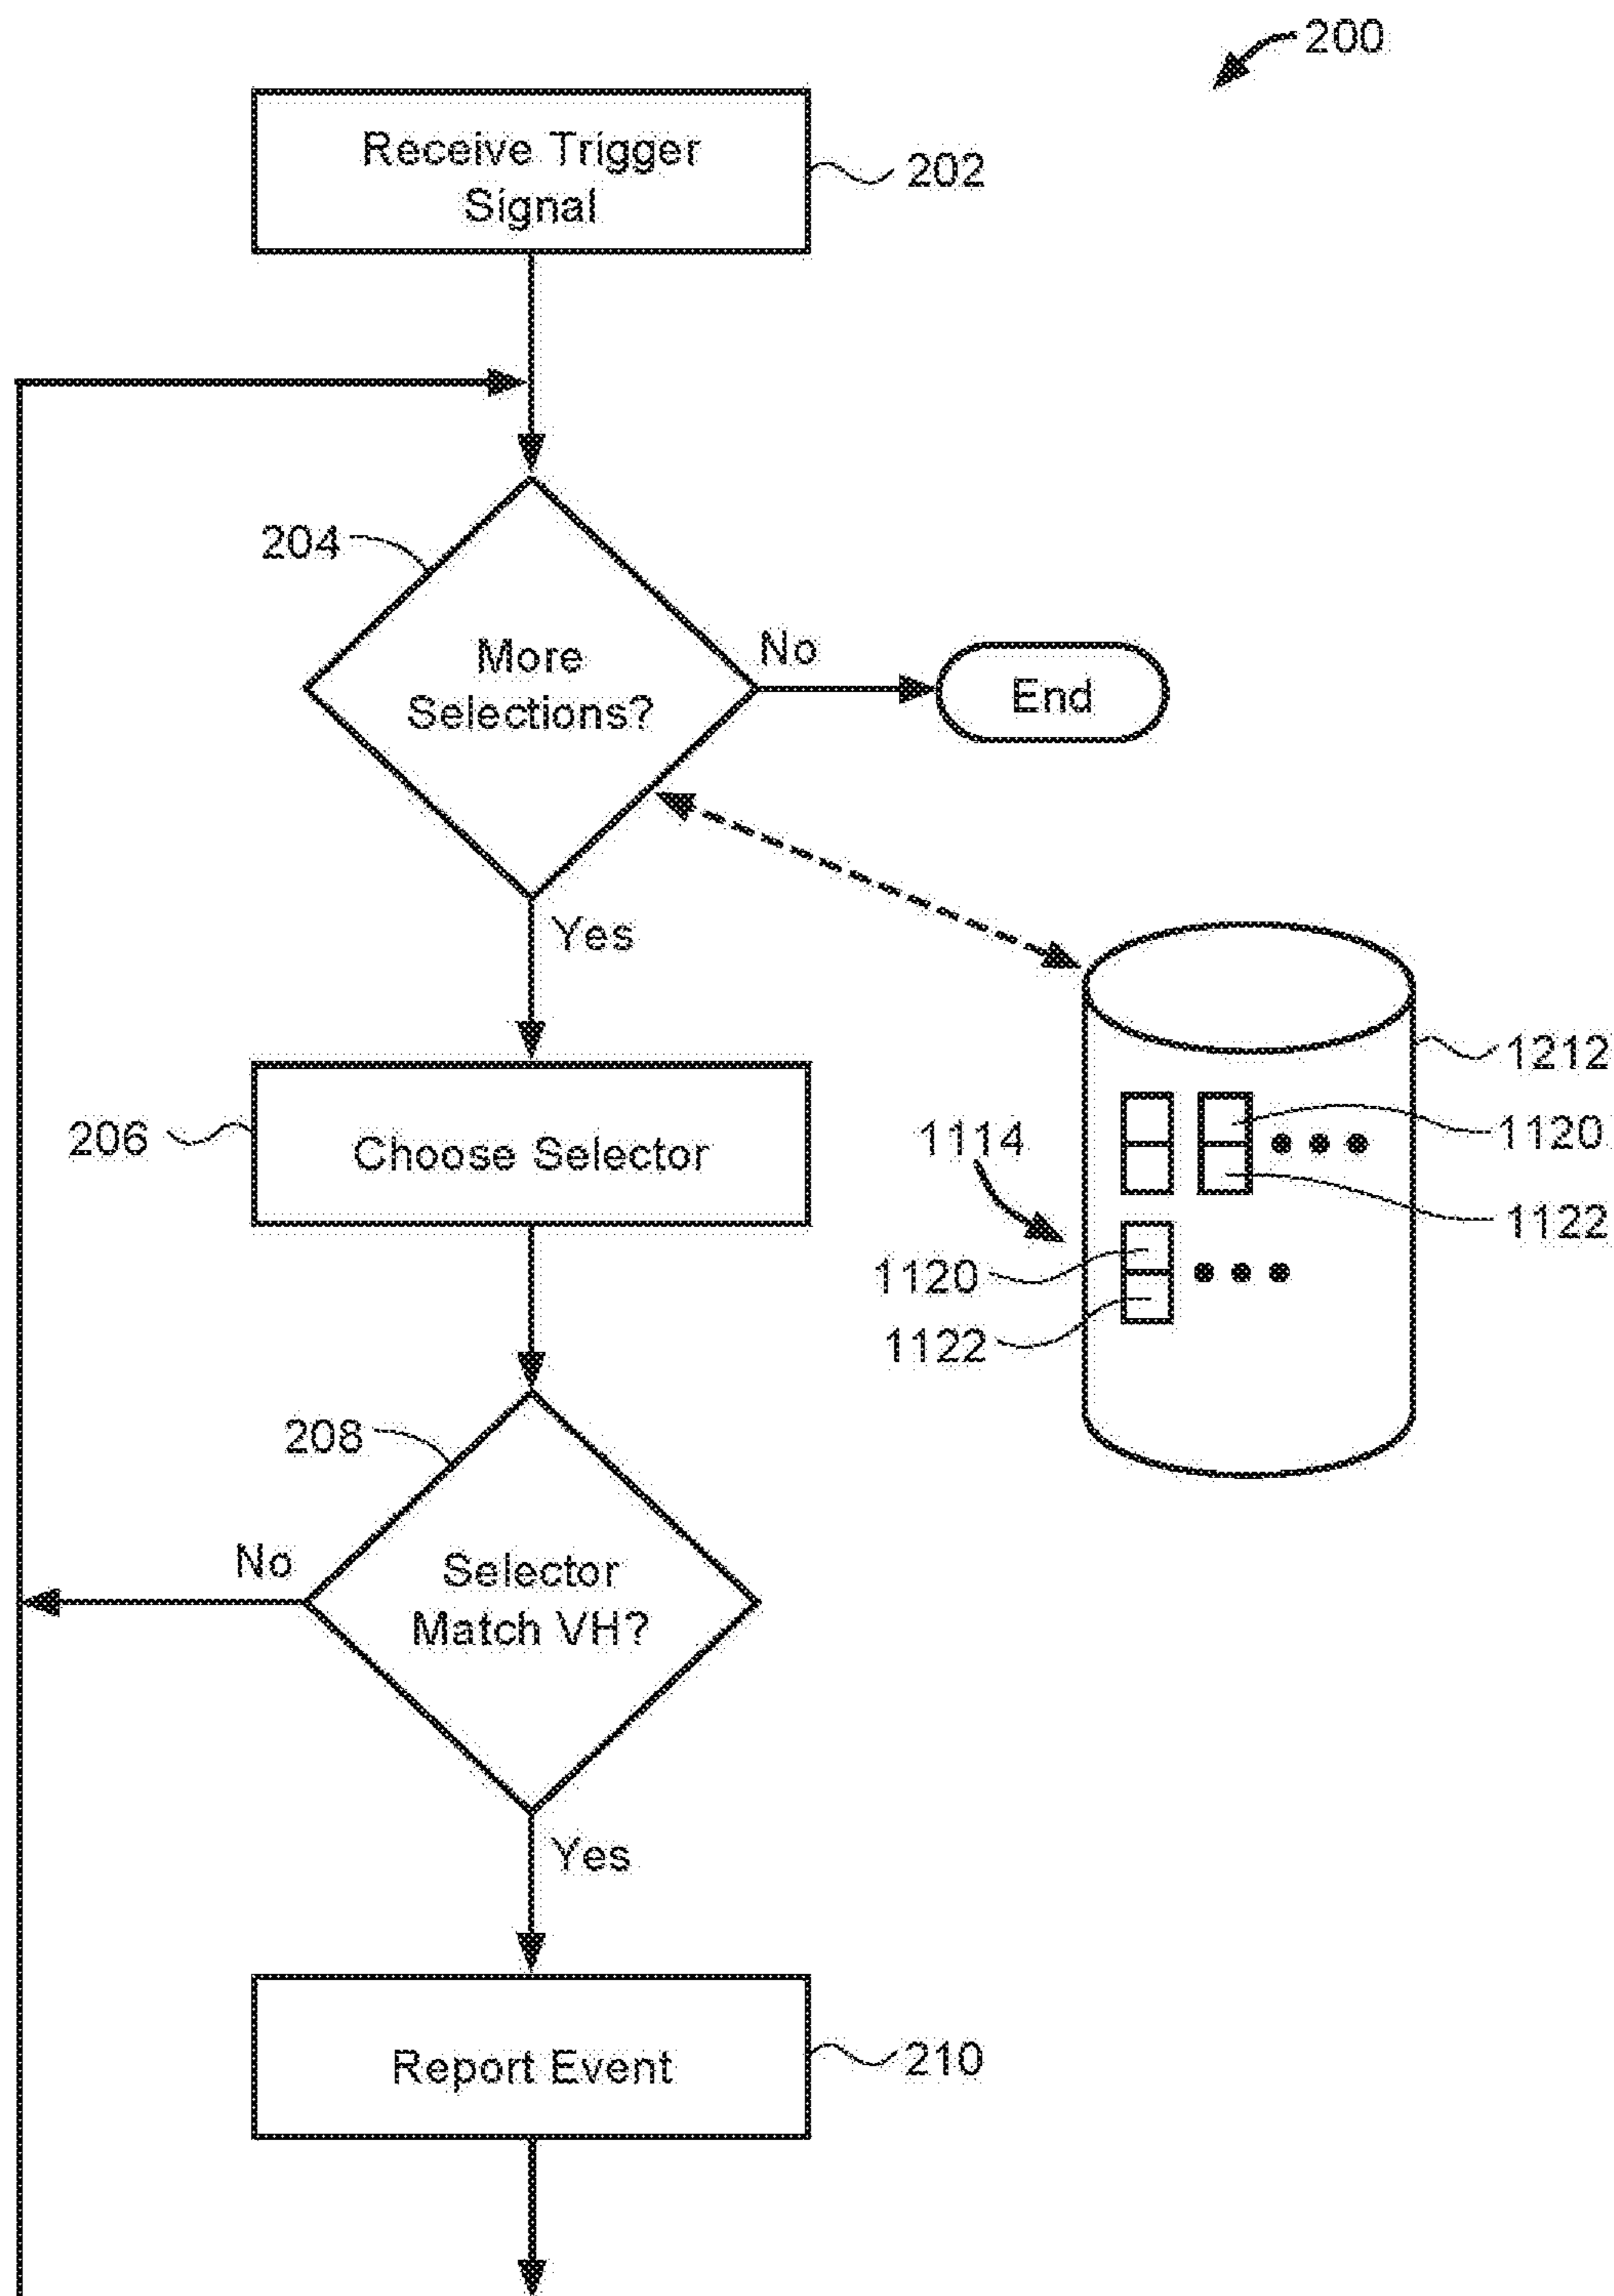 200
Receive Trigger
Signal
202
204
More
Selections?
No
End
Yes
1212
206
Choose Selector
1114
1120
1122
1120
1122
208
No
Selector
Match VH?
Yes
Report Event
210